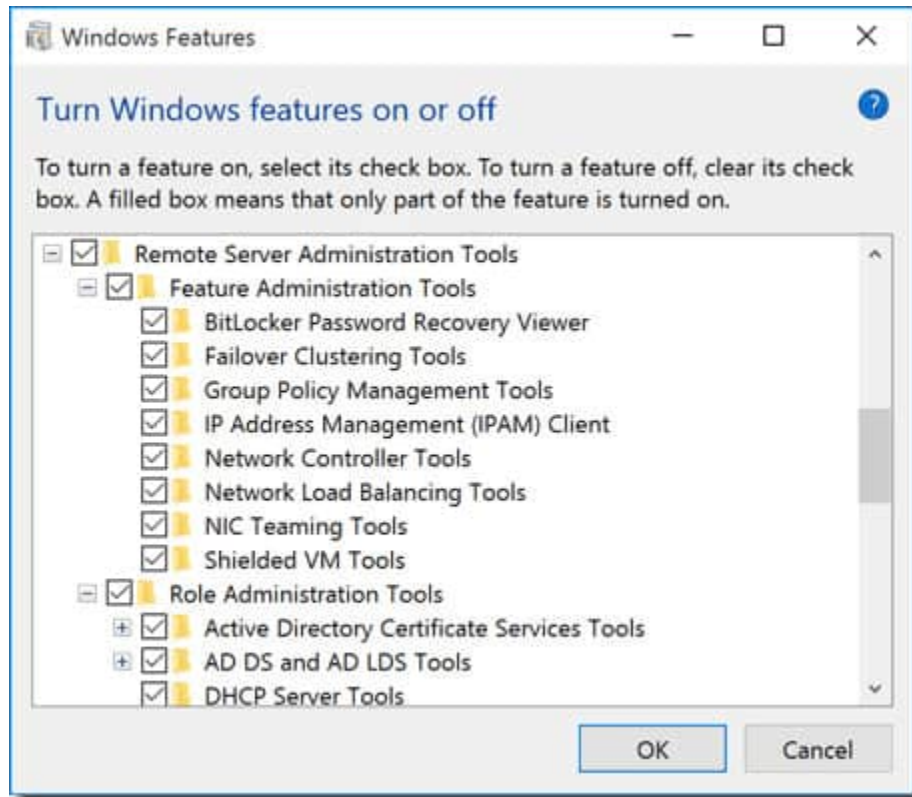 Windows Features
Turn Windows features on or off
To turn a feature on, select its check box. To turn a feature off, clear its check
box. A filled box means that only part of the feature is turned on.
Remote Server Administration Tools
Feature Administration Tools
BitLocker Password Recovery Viewer
Failover Clustering Tools
Group Policy Management Tools
IP Address Management (IPAM) Client
Network Controller Tools
Network Load Balancing Tools
NIC Teaming Tools
Shielded VM Tools
Role Administration Tools
Active Directory Certificate Services Tools
AD DS and AD LDS Tools
DHCP Server Tools
OK
Cancel